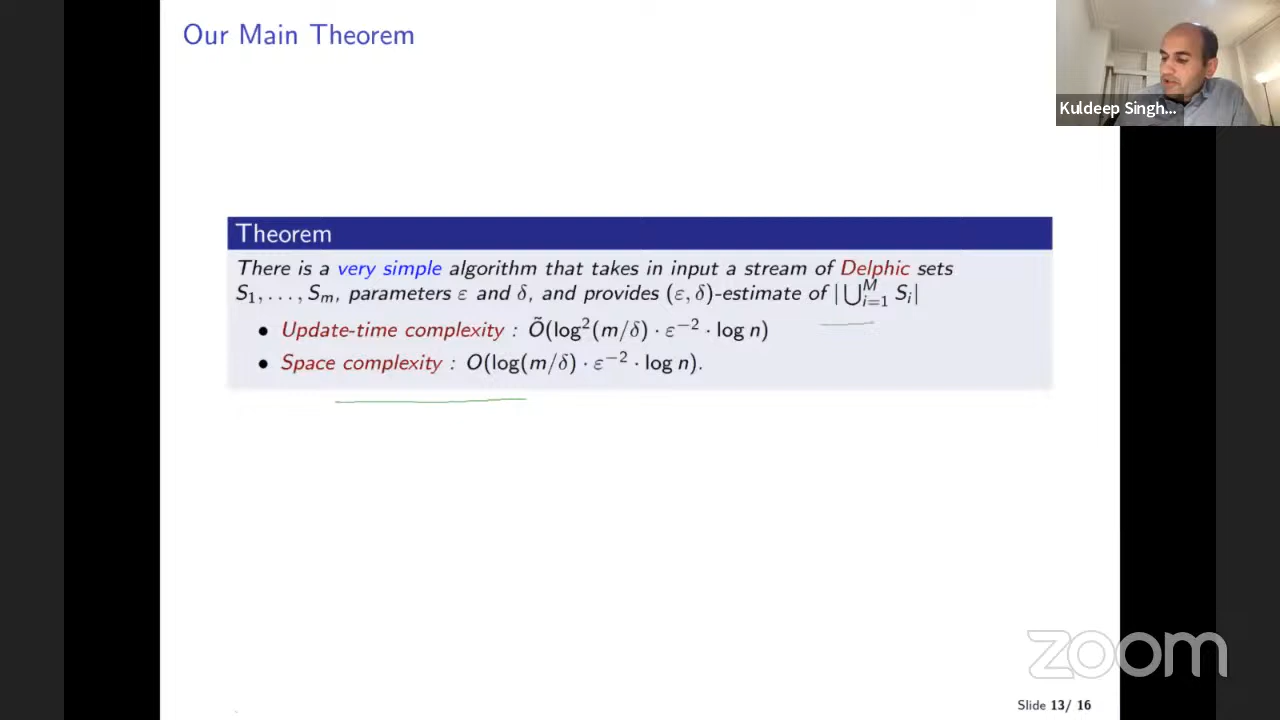 Our Main Theorem
Kuldeep Singh...
Theorem
There is a very simple algorithm that takes in input a stream of Delphic sets
S₁, . . . , Sₘ, parameters ε and δ, and provides (ε, δ)-estimate of |⋃ᴹᵢ₌₁ Sᵢ|
• Update-time complexity : Õ(log²(m/δ) · ε⁻² · log n)
• Space complexity : O(log(m/δ) · ε⁻² · log n).
zoom
Slide 13/ 16